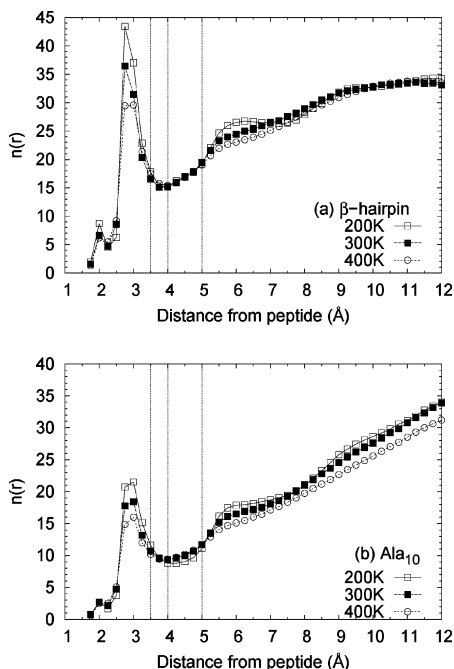 45
40
35
30
25
20
15
10
5
0
n(r)
(a) β-hairpin
200K
300K
400K
1 2 3 4 5 6 7 8 9 10 11 12
Distance from peptide (Å)
40
35
30
25
20
15
10
5
0
n(r)
(b) Ala₁₀
200K
300K
400K
1 2 3 4 5 6 7 8 9 10 11 12
Distance from peptide (Å)